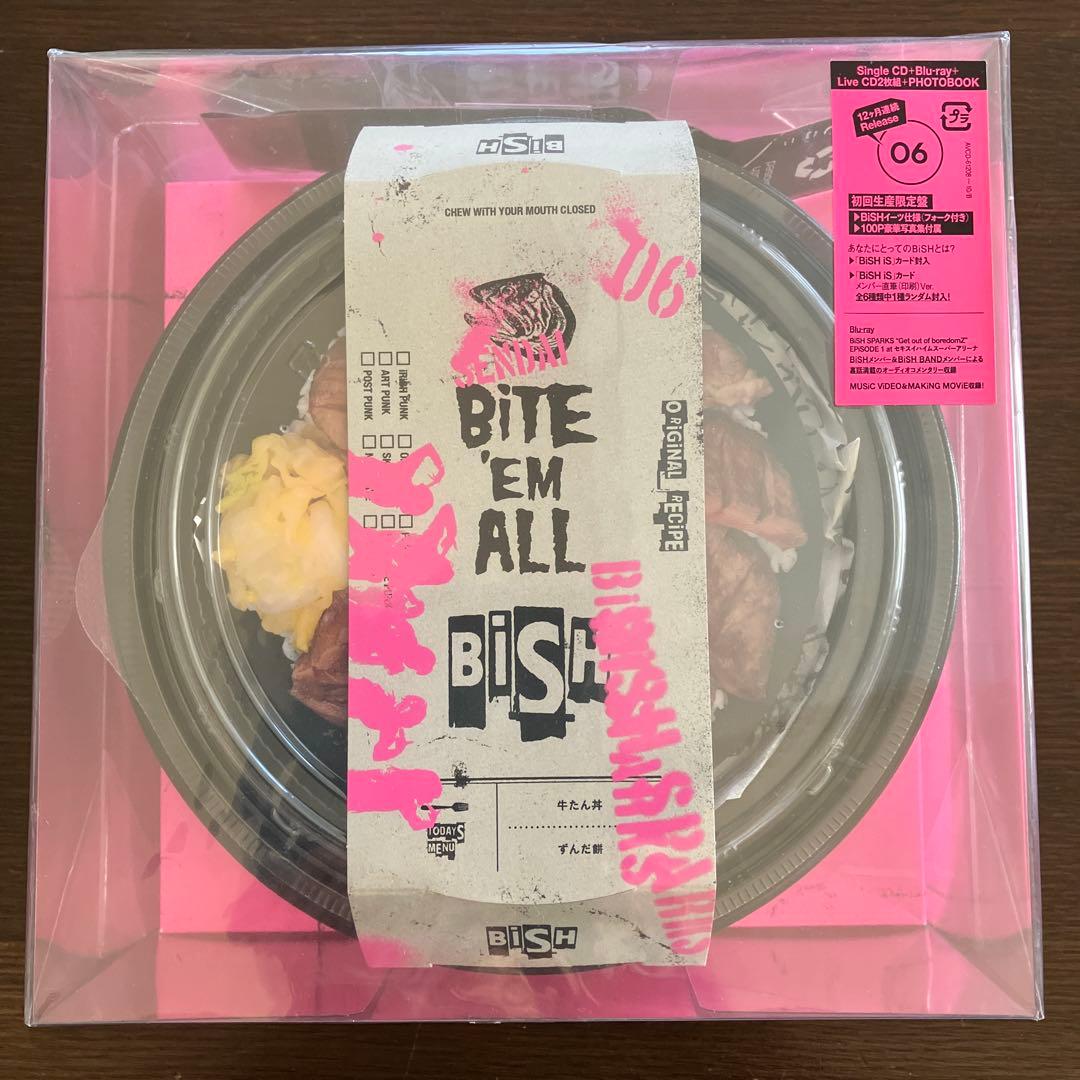 BiSH
CHEW WiTH YOUR MOUTH CLOSED
06
SENDAI
BiTE
'EM
ALL
BiSH
ORiGiNAL RECiPE
iRiSH PUNK
ART PUNK
POST PUNK
TODAYS
MENU
牛たん丼
ずんだ餅
BiSH
Single CD+Blu-ray+
Live CD2枚組+PHOTOBOOK
12ヶ月連続
Release
06
プラ
初回生産限定盤
▶BiSHイーツ仕様(フォーク付き)
▶100P豪華写真集付属
あなたにとってのBiSHとは?
▶「BiSH iS」カード封入
▶「BiSH iS」カード
メンバー直筆(印刷)Ver.
全6種類中1種ランダム封入!
Blu-ray
BiSH SPARKS "Get out of boredomZ"
EPiSODE 1 at セキスイハイムスーパーアリーナ
BiSHメンバー&BiSH BANDメンバーによる
裏話満載のオーディオコメンタリー収録
MUSiC ViDEO&MAKiNG MOViE収録!